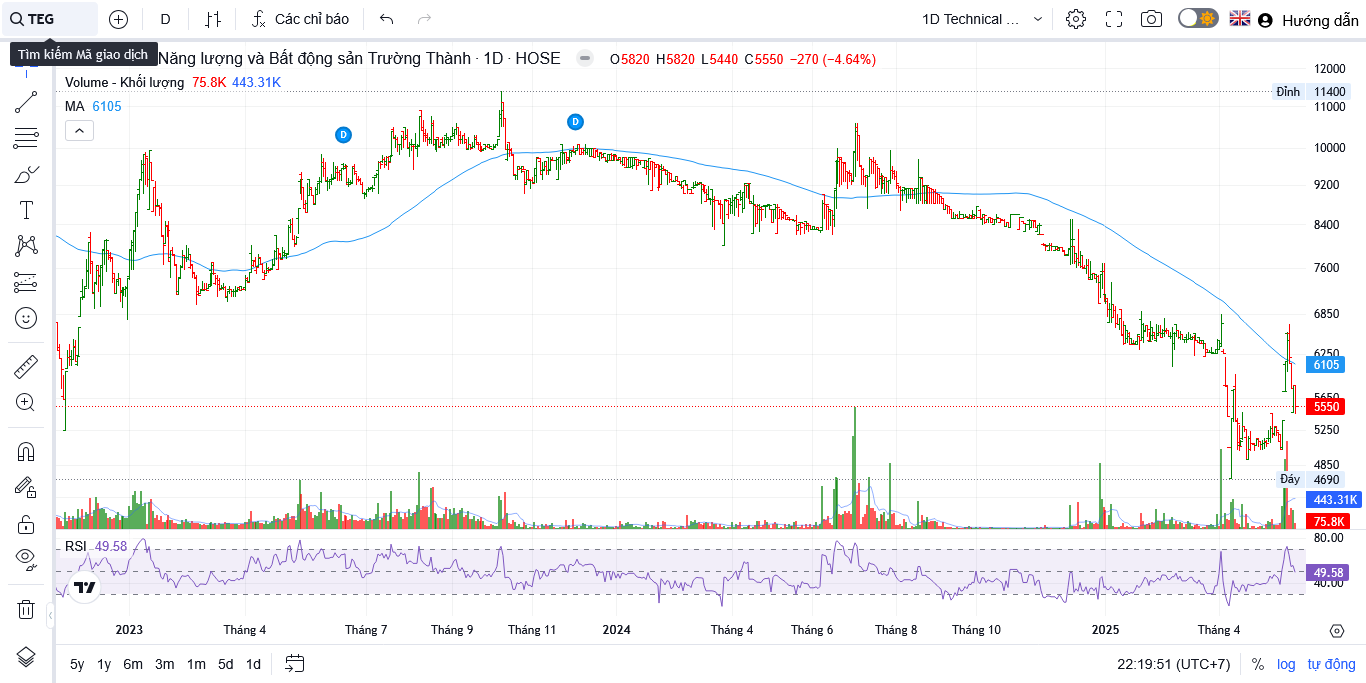 TEG D Các chỉ báo 1D Technical ... Hướng dẫn
Tìm kiếm Mã giao dịch
Năng lượng và Bất động sản Trường Thành · 1D · HOSE O5820 H5820 L5440 C5550 −270 (−4.64%)
Volume - Khối lượng 75.8K 443.31K
MA 6105
D
D
12000
Đỉnh 11400
11000
10000
9200
8400
7600
6850
6250
6105
5650
5550
5250
4850
Đáy 4690
443.31K
75.8K
RSI 49.58
80.00
49.58
40.00
2023 Tháng 4 Tháng 7 Tháng 9 Tháng 11 2024 Tháng 4 Tháng 6 Tháng 8 Tháng 10 2025 Tháng 4
5y 1y 6m 3m 1m 5d 1d 22:19:51 (UTC+7) % log tự động